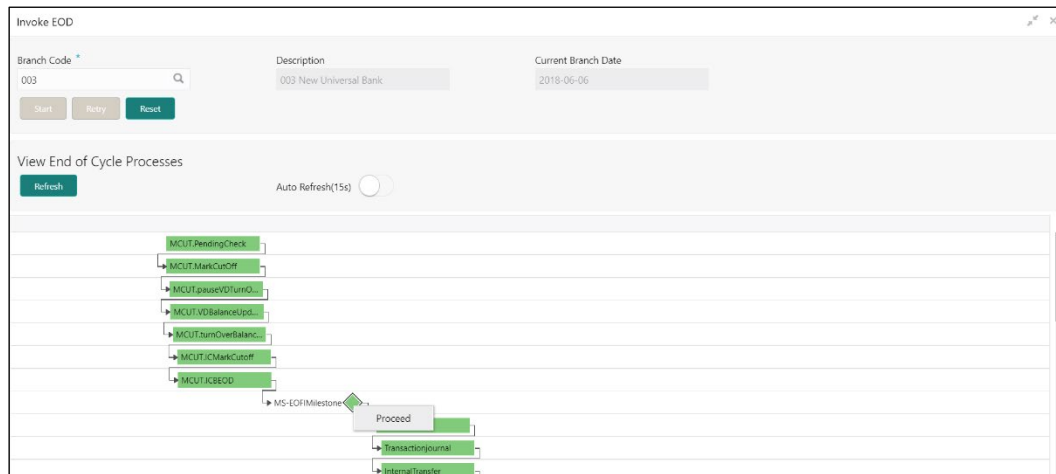 Invoke EOD
Branch Code *
Description
Current Branch Date
003
003 New Universal Bank
2018-06-06
Start
Retry
Reset
View End of Cycle Processes
Refresh
Auto Refresh(15s)
MCUT.PendingCheck
MCUT.MarkCutOff
MCUT.pauseVDTurnO...
MCUT.VDBalanceUpd...
MCUT.turnOverBalanc...
MCUT.ICMarkCutoff
MCUT.ICBEOD
MS-EOFIMilestone
Proceed
Transactionjournal
InternalTransfer